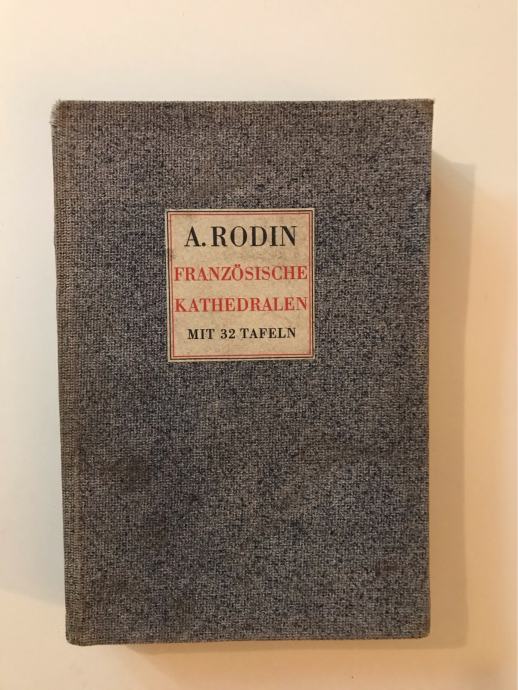 A. RODIN
FRANZÖSISCHE
KATHEDRALEN
MIT 32 TAFELN